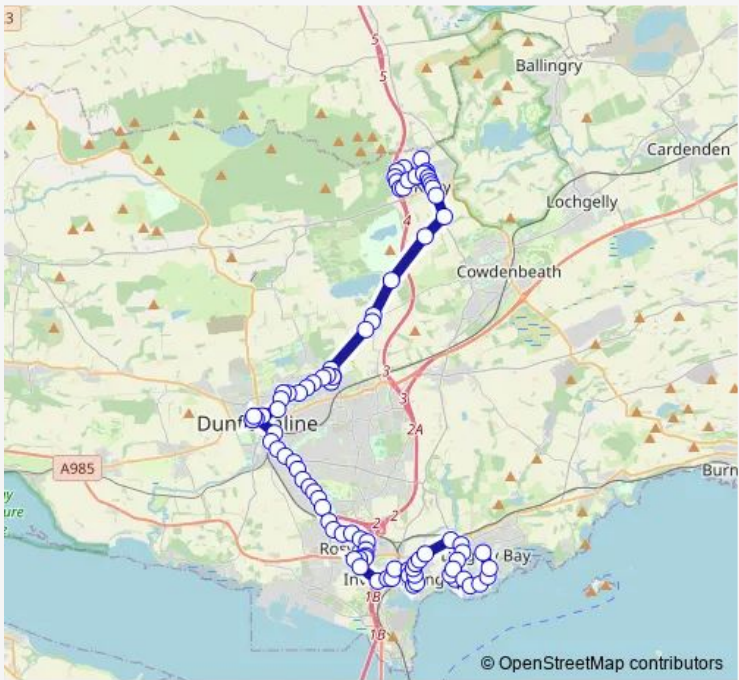 3
5
5
Ballingry
Cardenden
Lochgelly
4
Cowdenbeath
3
3
2A
A985
Burn
2
2
y Bay
1B
1B
© OpenStreetMap contributors